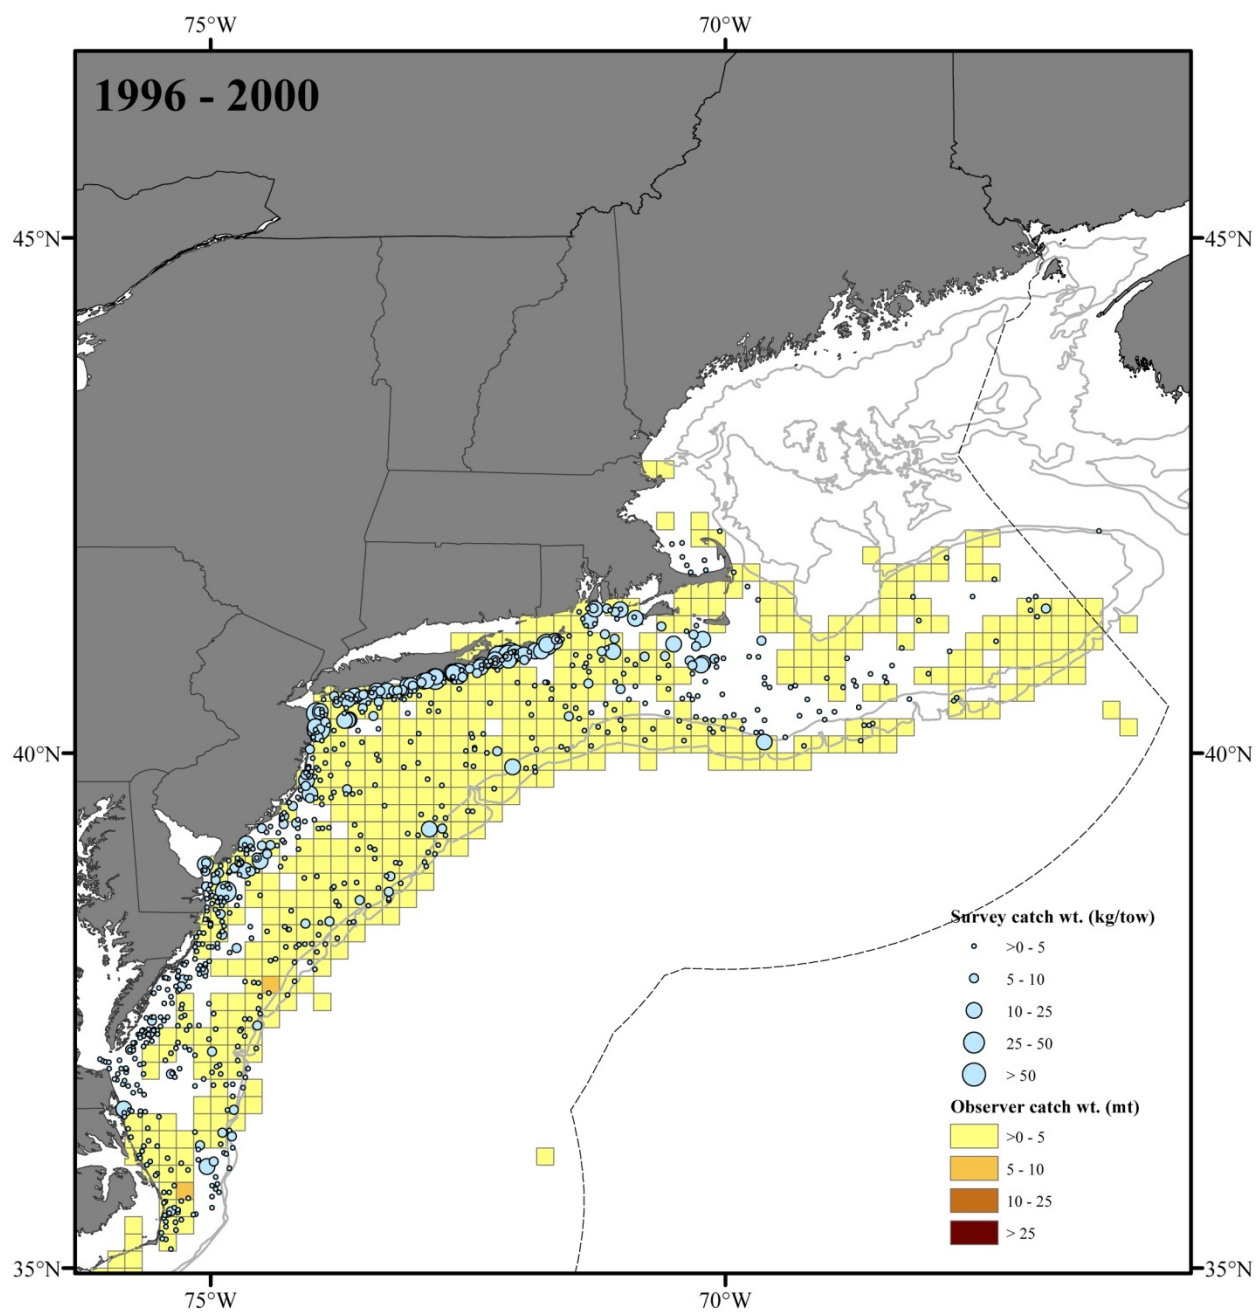 75°W 70°W
1996 - 2000
45°N 45°N
40°N 40°N
Survey catch wt. (kg/tow)
>0 - 5
5 - 10
10 - 25
25 - 50
> 50
Observer catch wt. (mt)
>0 - 5
5 - 10
10 - 25
> 25
35°N 35°N
75°W 70°W